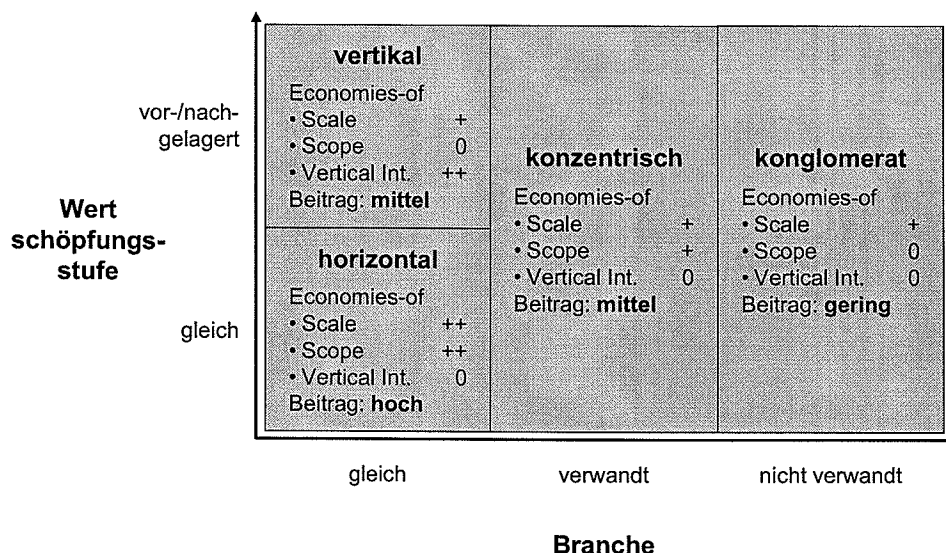 vertikal
Economies-of
• Scale +
• Scope 0
• Vertical Int. ++
Beitrag: mittel
horizontal
Economies-of
• Scale ++
• Scope ++
• Vertical Int. 0
Beitrag: hoch
konzentrisch
Economies-of
• Scale +
• Scope +
• Vertical Int. 0
Beitrag: mittel
konglomerat
Economies-of
• Scale +
• Scope 0
• Vertical Int. 0
Beitrag: gering
vor-/nach-
gelagert
Wert
schöpfungs-
stufe
gleich
gleich
verwandt
nicht verwandt
Branche